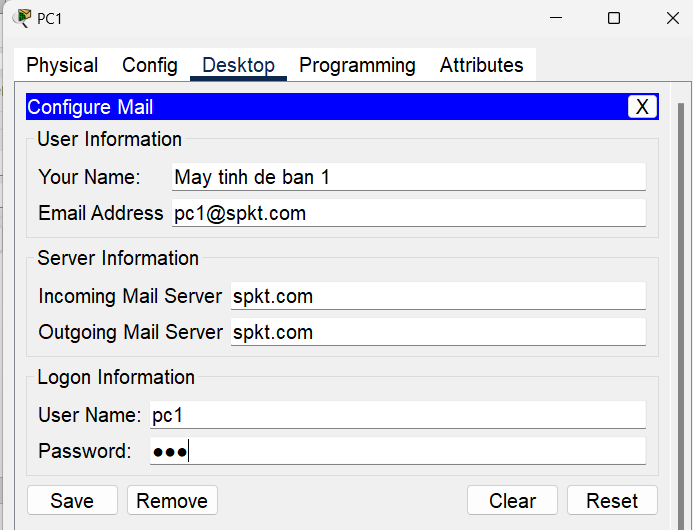 PC1
Physical Config Desktop Programming Attributes
Configure Mail X
User Information
Your Name: May tinh de ban 1
Email Address pc1@spkt.com
Server Information
Incoming Mail Server spkt.com
Outgoing Mail Server spkt.com
Logon Information
User Name: pc1
Password: ●●●
Save Remove Clear Reset